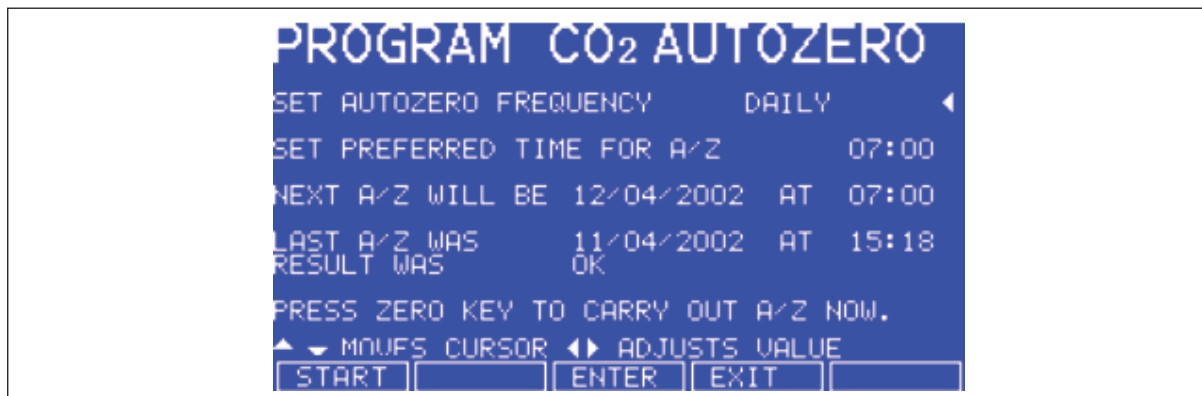 PROGRAM CO₂ AUTOZERO
SET AUTOZERO FREQUENCY DAILY ◀
SET PREFERRED TIME FOR A/Z 07:00
NEXT A/Z WILL BE 12/04/2002 AT 07:00
LAST A/Z WAS 11/04/2002 AT 15:18
RESULT WAS OK
PRESS ZERO KEY TO CARRY OUT A/Z NOW.
▲ ▼ MOVES CURSOR ◀▶ ADJUSTS VALUE
START ENTER EXIT